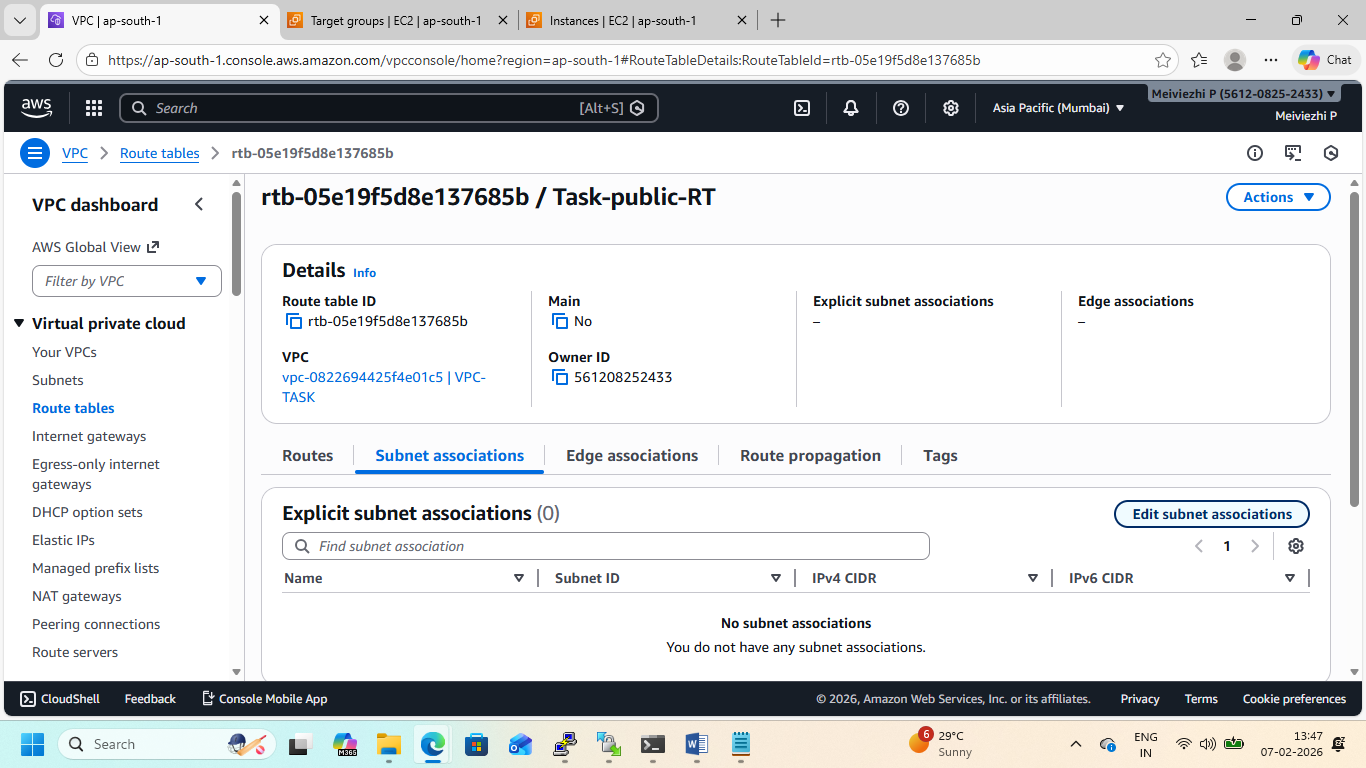 VPC | ap-south-1
Target groups | EC2 | ap-south-1
Instances | EC2 | ap-south-1
https://ap-south-1.console.aws.amazon.com/vpcconsole/home?region=ap-south-1#RouteTableDetails:RouteTableId=rtb-05e19f5d8e137685b
Chat
aws
Search
[Alt+S]
Asia Pacific (Mumbai)
Meiviezhi P (5612-0825-2433)
Meiviezhi P
VPC
Route tables
rtb-05e19f5d8e137685b
VPC dashboard
AWS Global View
Filter by VPC
Virtual private cloud
Your VPCs
Subnets
Route tables
Internet gateways
Egress-only internet
gateways
DHCP option sets
Elastic IPs
Managed prefix lists
NAT gateways
Peering connections
Route servers
rtb-05e19f5d8e137685b / Task-public-RT
Actions
Details Info
Route table ID
rtb-05e19f5d8e137685b
Main
No
Explicit subnet associations
–
Edge associations
–
VPC
vpc-0822694425f4e01c5 | VPC-
TASK
Owner ID
561208252433
Routes
Subnet associations
Edge associations
Route propagation
Tags
Explicit subnet associations (0)
Edit subnet associations
Find subnet association
1
Name
Subnet ID
IPv4 CIDR
IPv6 CIDR
No subnet associations
You do not have any subnet associations.
CloudShell
Feedback
Console Mobile App
© 2026, Amazon Web Services, Inc. or its affiliates.
Privacy
Terms
Cookie preferences
Search
M365
6
29°C
Sunny
ENG
IN
13:47
07-02-2026